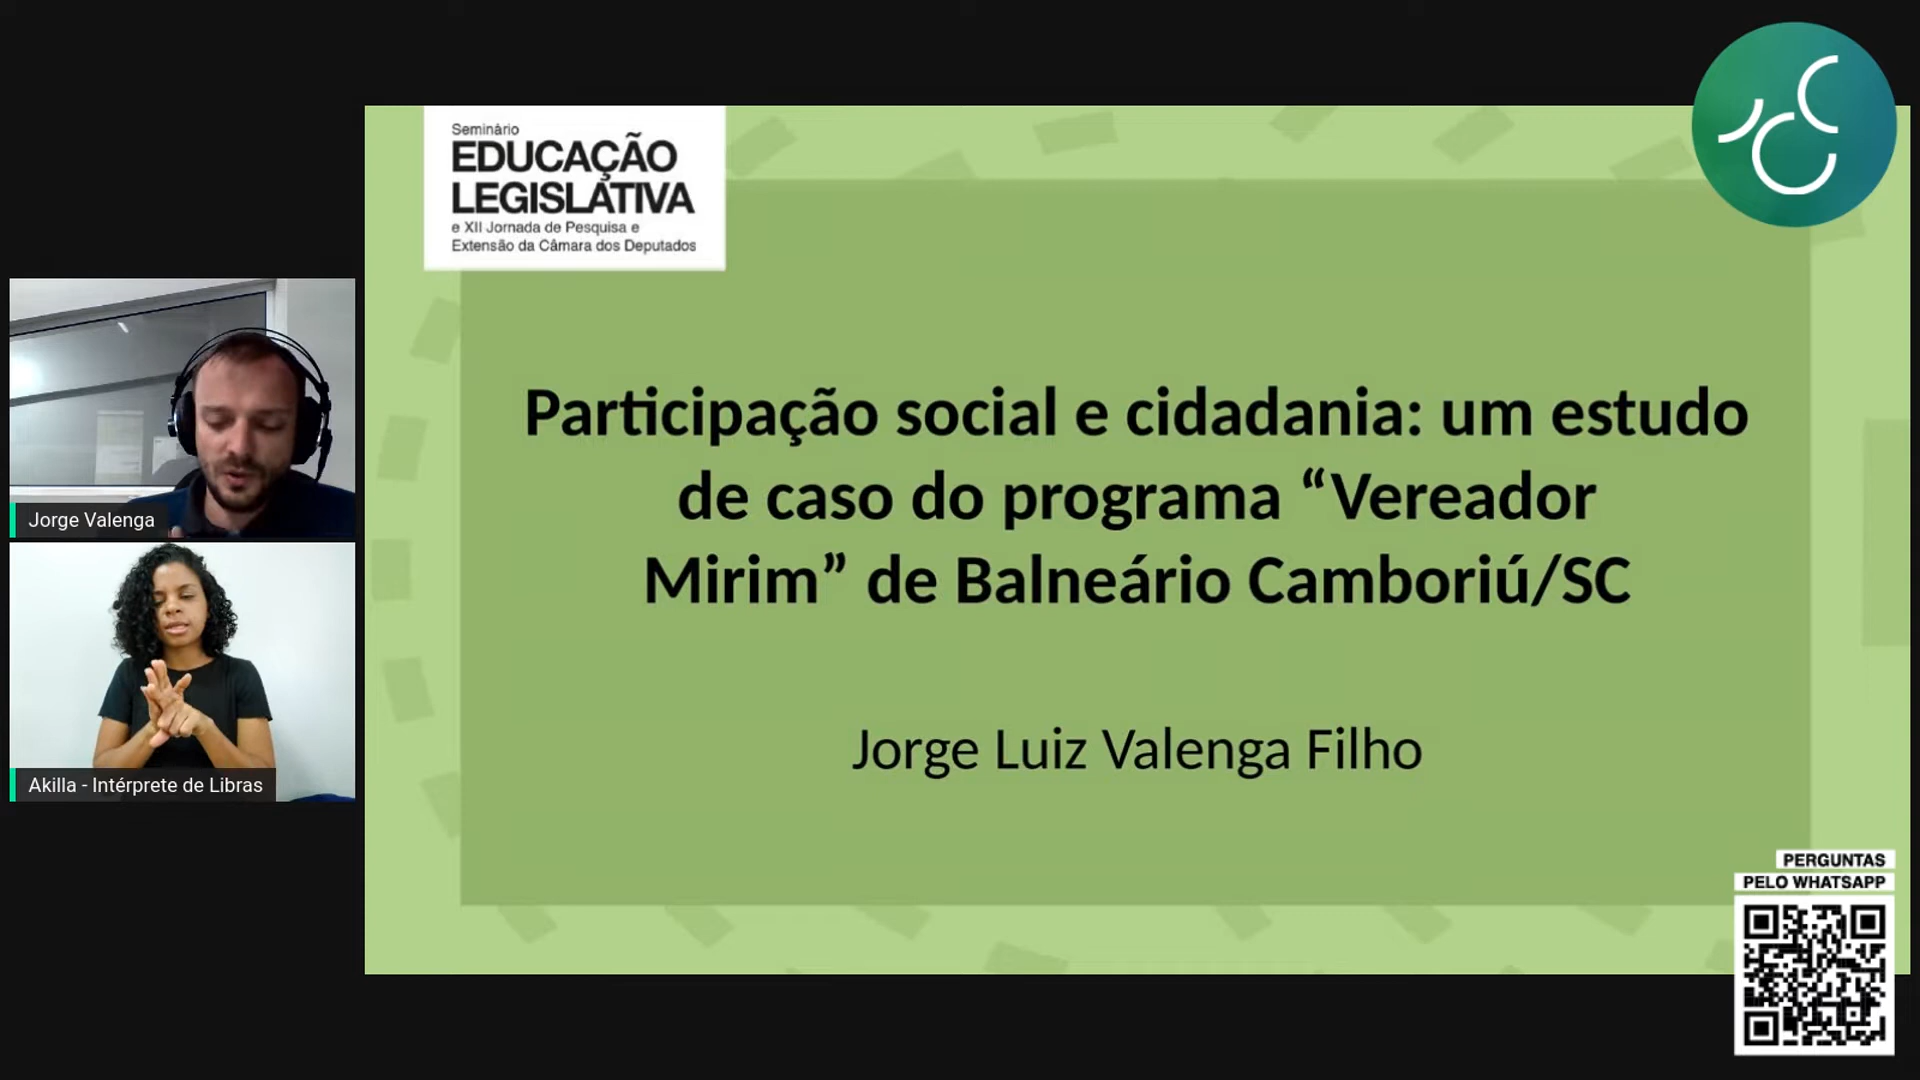 Seminário
EDUCAÇÃO
LEGISLATIVA
e XII Jornada de Pesquisa e
Extensão da Câmara dos Deputados
Participação social e cidadania: um estudo
de caso do programa “Vereador
Mirim” de Balneário Camboriú/SC
Jorge Luiz Valenga Filho
Jorge Valenga
Akilla - Intérprete de Libras
PERGUNTAS
PELO WHATSAPP